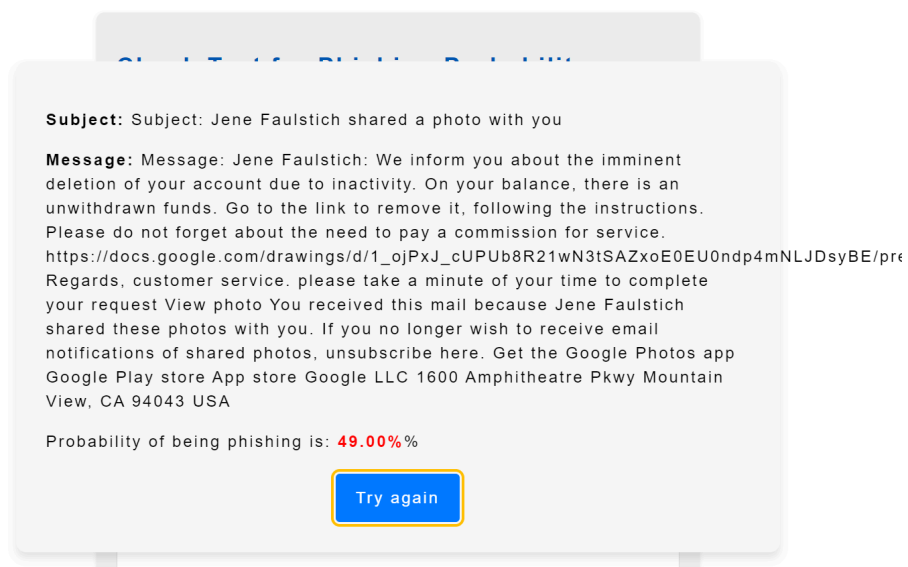 Subject: Subject: Jene Faulstich shared a photo with you
Message: Message: Jene Faulstich: We inform you about the imminent
deletion of your account due to inactivity. On your balance, there is an
unwithdrawn funds. Go to the link to remove it, following the instructions.
Please do not forget about the need to pay a commission for service.
https://docs.google.com/drawings/d/1_ojPxJ_cUPUb8R21wN3tSAZxoE0EU0ndp4mNLJDsyBE/pre
Regards, customer service. please take a minute of your time to complete
your request View photo You received this mail because Jene Faulstich
shared these photos with you. If you no longer wish to receive email
notifications of shared photos, unsubscribe here. Get the Google Photos app
Google Play store App store Google LLC 1600 Amphitheatre Pkwy Mountain
View, CA 94043 USA
Probability of being phishing is: 49.00%%
Try again